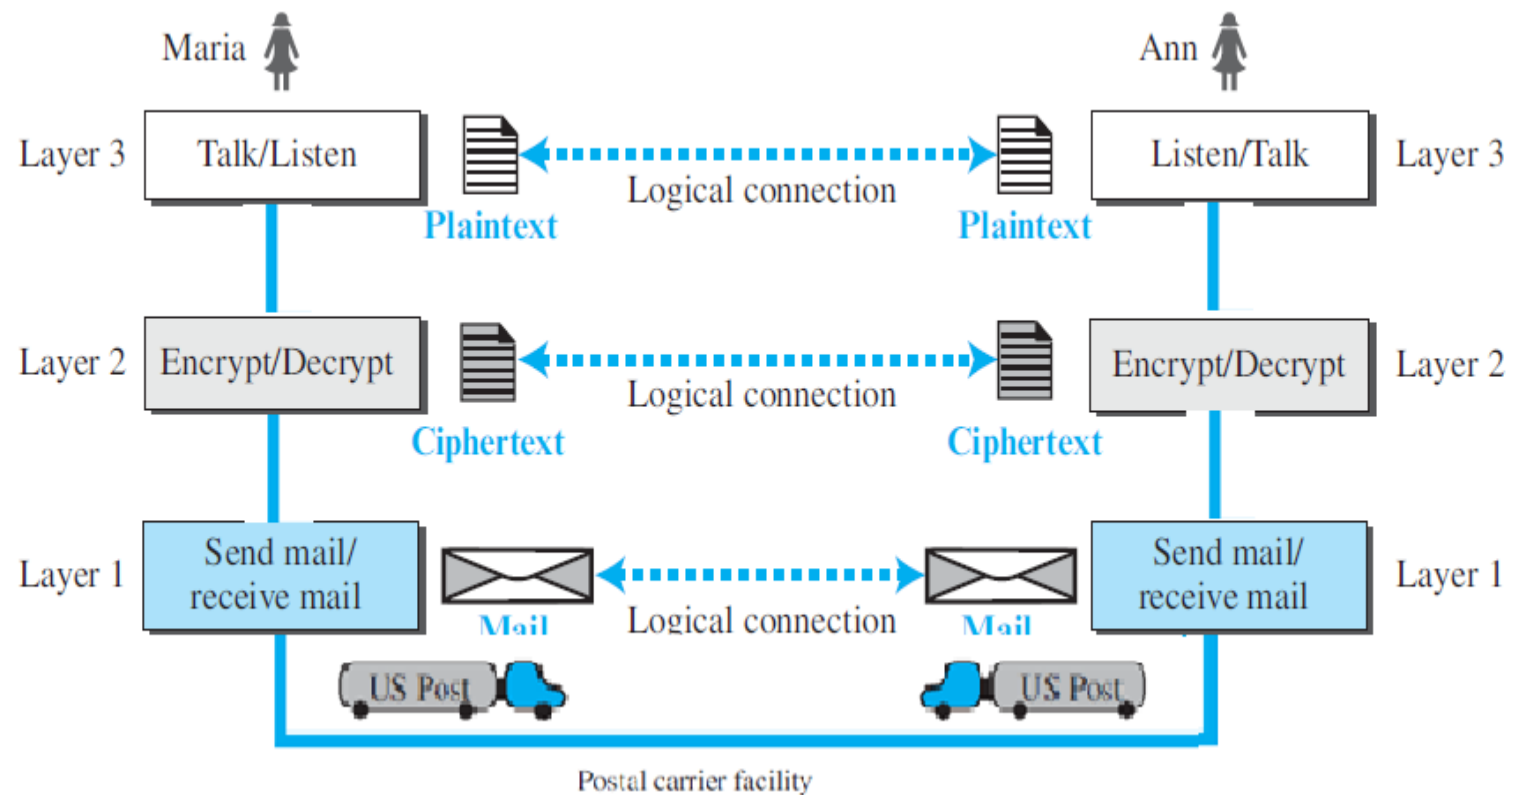 Maria
Ann
Layer 3
Talk/Listen
Logical connection
Listen/Talk
Layer 3
Plaintext
Plaintext
Layer 2
Encrypt/Decrypt
Logical connection
Encrypt/Decrypt
Layer 2
Ciphertext
Ciphertext
Layer 1
Send mail/
receive mail
Logical connection
Send mail/
receive mail
Layer 1
Mail
Mail
US Post
US Post
Postal carrier facility